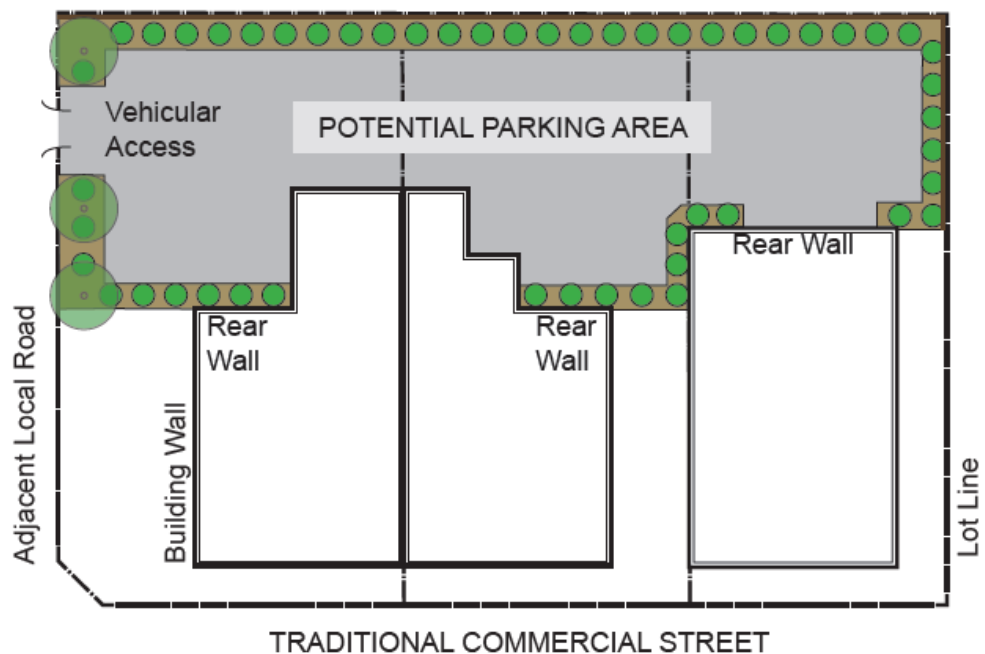 Vehicular
Access
POTENTIAL PARKING AREA
Rear Wall
Rear
Wall
Rear
Wall
Adjacent Local Road
Building Wall
Lot Line
TRADITIONAL COMMERCIAL STREET